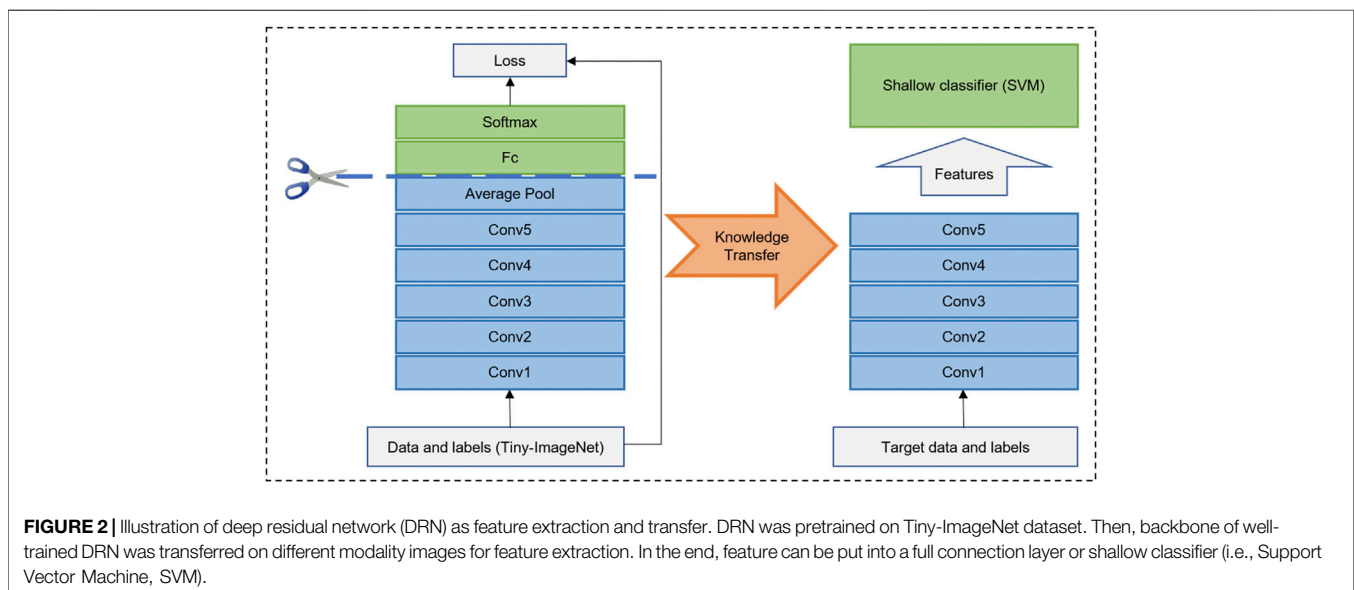 Loss
Softmax
Fc
Average Pool
Conv5
Conv4
Conv3
Conv2
Conv1
Data and labels (Tiny-ImageNet)
Knowledge
Transfer
Shallow classifier (SVM)
Features
Conv5
Conv4
Conv3
Conv2
Conv1
Target data and labels
FIGURE 2 | Illustration of deep residual network (DRN) as feature extraction and transfer. DRN was pretrained on Tiny-ImageNet dataset. Then, backbone of well-
trained DRN was transferred on different modality images for feature extraction. In the end, feature can be put into a full connection layer or shallow classifier (i.e., Support
Vector Machine, SVM).